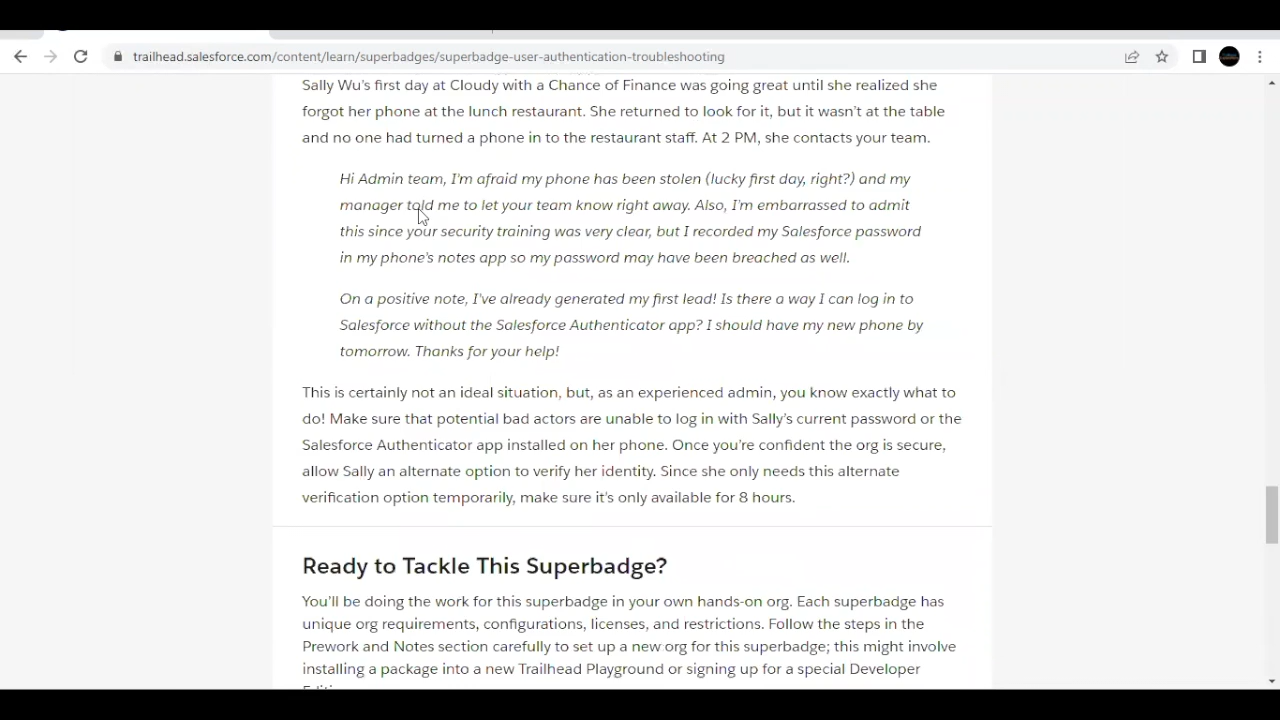 trailhead.salesforce.com/content/learn/superbadges/superbadge-user-authentication-troubleshooting
Sally Wu's first day at Cloudy with a Chance of Finance was going great until she realized she
forgot her phone at the lunch restaurant. She returned to look for it, but it wasn't at the table
and no one had turned a phone in to the restaurant staff. At 2 PM, she contacts your team.
Hi Admin team, I'm afraid my phone has been stolen (lucky first day, right?) and my
manager told me to let your team know right away. Also, I'm embarrassed to admit
this since your security training was very clear, but I recorded my Salesforce password
in my phone's notes app so my password may have been breached as well.
On a positive note, I've already generated my first lead! Is there a way I can log in to
Salesforce without the Salesforce Authenticator app? I should have my new phone by
tomorrow. Thanks for your help!
This is certainly not an ideal situation, but, as an experienced admin, you know exactly what to
do! Make sure that potential bad actors are unable to log in with Sally's current password or the
Salesforce Authenticator app installed on her phone. Once you're confident the org is secure,
allow Sally an alternate option to verify her identity. Since she only needs this alternate
verification option temporarily, make sure it's only available for 8 hours.
Ready to Tackle This Superbadge?
You'll be doing the work for this superbadge in your own hands-on org. Each superbadge has
unique org requirements, configurations, licenses, and restrictions. Follow the steps in the
Prework and Notes section carefully to set up a new org for this superbadge; this might involve
installing a package into a new Trailhead Playground or signing up for a special Developer